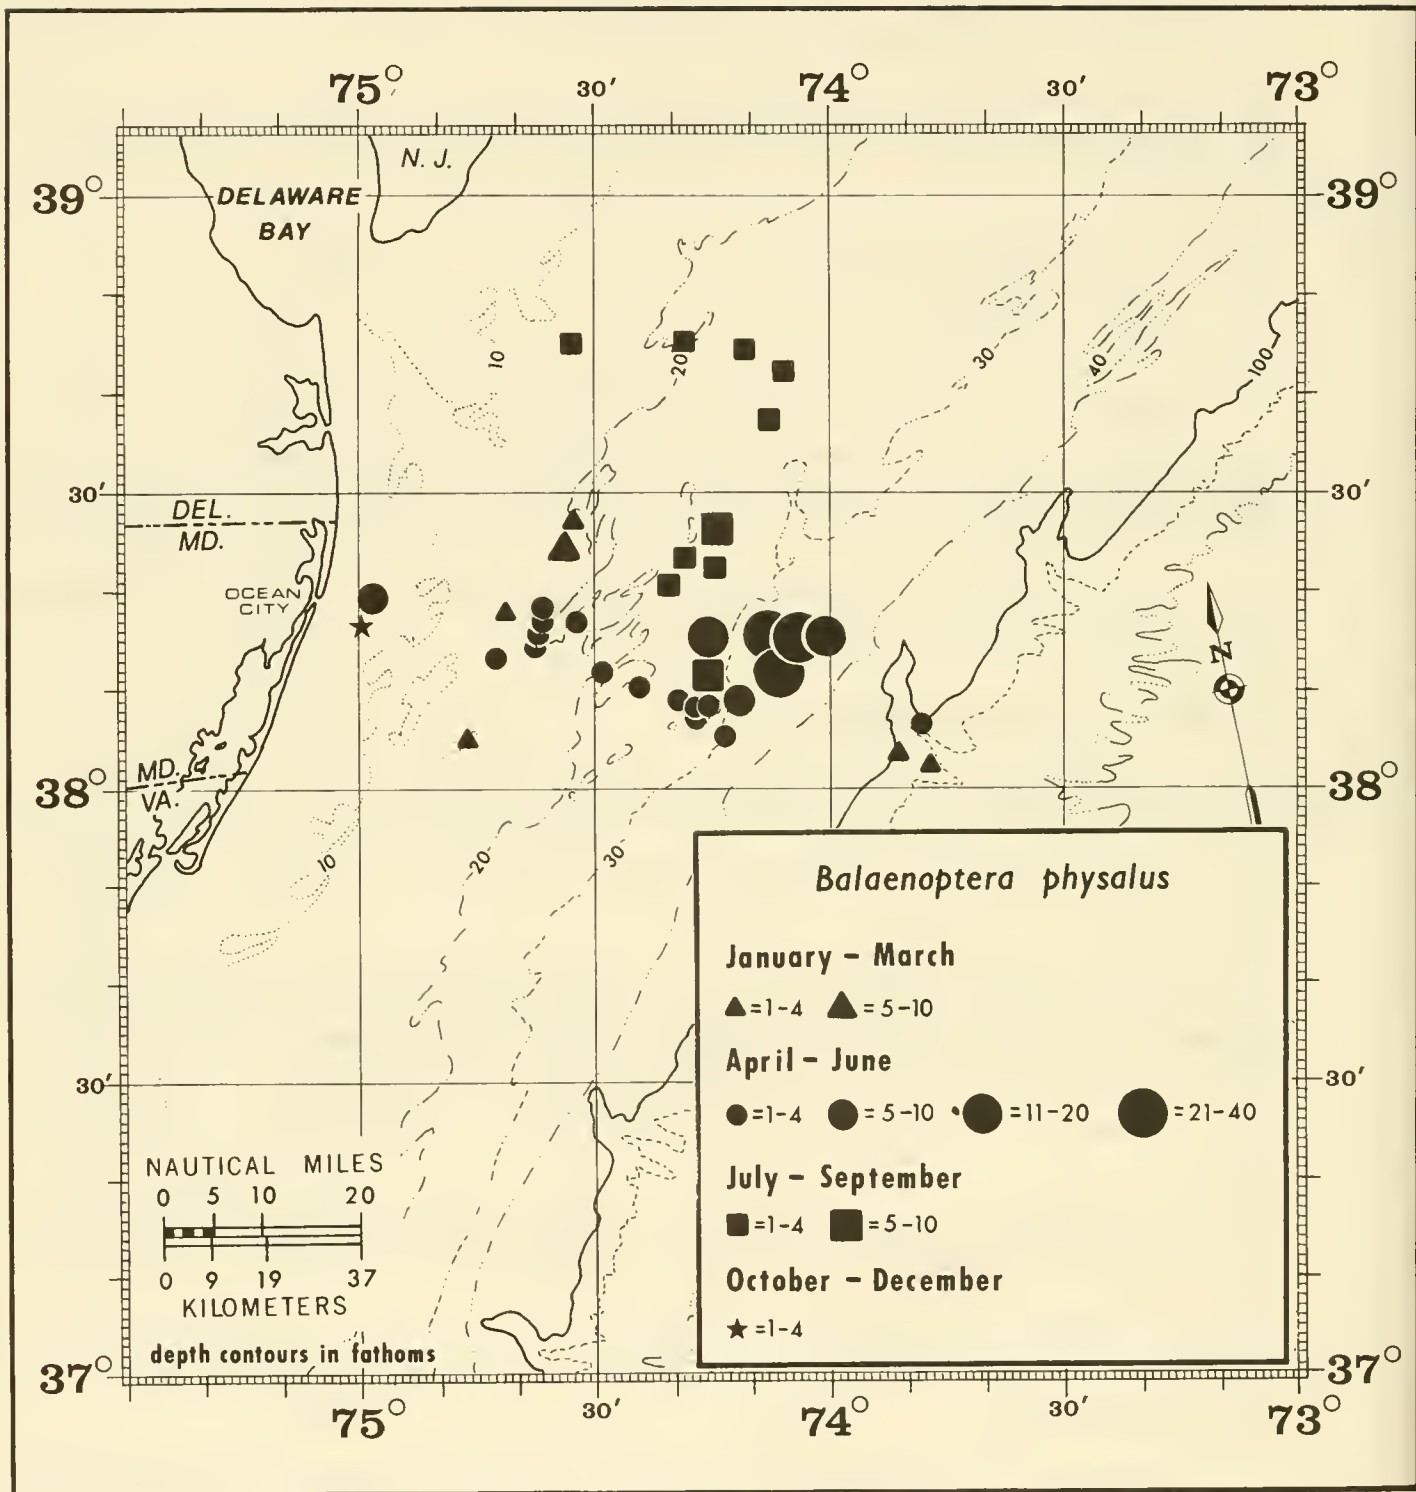 75° 30' 74° 30' 73°
N. J.
39° DELAWARE 39°
BAY
10
20
30
40
100
30' 30'
DEL.
MD.
OCEAN
CITY
N
MD.
38° 38°
VA.
10
20
30
Balaenoptera physalus
January – March
=1-4 =5-10
April – June
=1-4 =5-10 =11-20 =21-40
July – September
=1-4 =5-10
October – December
=1-4
30' 30'
NAUTICAL MILES
0 5 10 20
0 9 19 37
KILOMETERS
depth contours in fathoms
37° 37°
75° 30' 74° 30' 73°